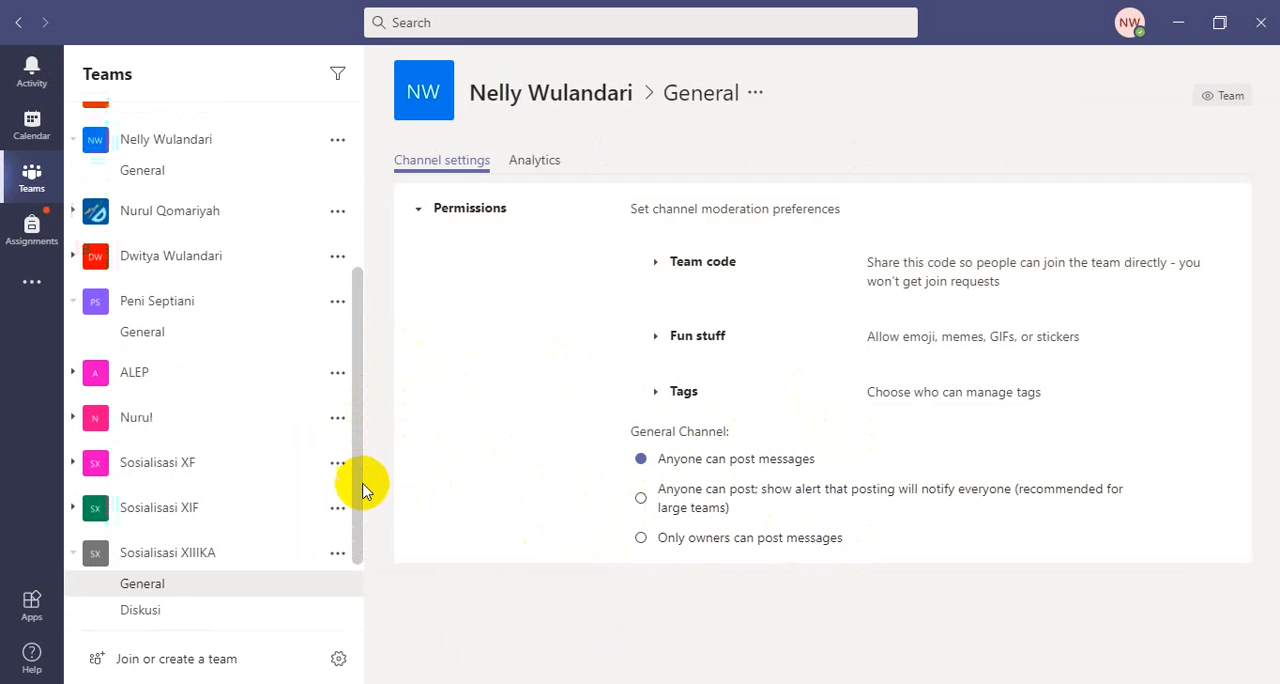 Search
NW
Activity
Calendar
Teams
Assignments
Apps
Help
Teams
NW Nelly Wulandari
General
Nurul Qomariyah
DW Dwitya Wulandari
PS Peni Septiani
General
A ALEP
N Nurul
SX Sosialisasi XF
SX Sosialisasi XIF
SX Sosialisasi XIIIKA
General
Diskusi
Join or create a team
NW Nelly Wulandari > General ...
Team
Channel settings Analytics
Permissions Set channel moderation preferences
Team code Share this code so people can join the team directly - you
won't get join requests
Fun stuff Allow emoji, memes, GIFs, or stickers
Tags Choose who can manage tags
General Channel:
Anyone can post messages
Anyone can post; show alert that posting will notify everyone (recommended for
large teams)
Only owners can post messages